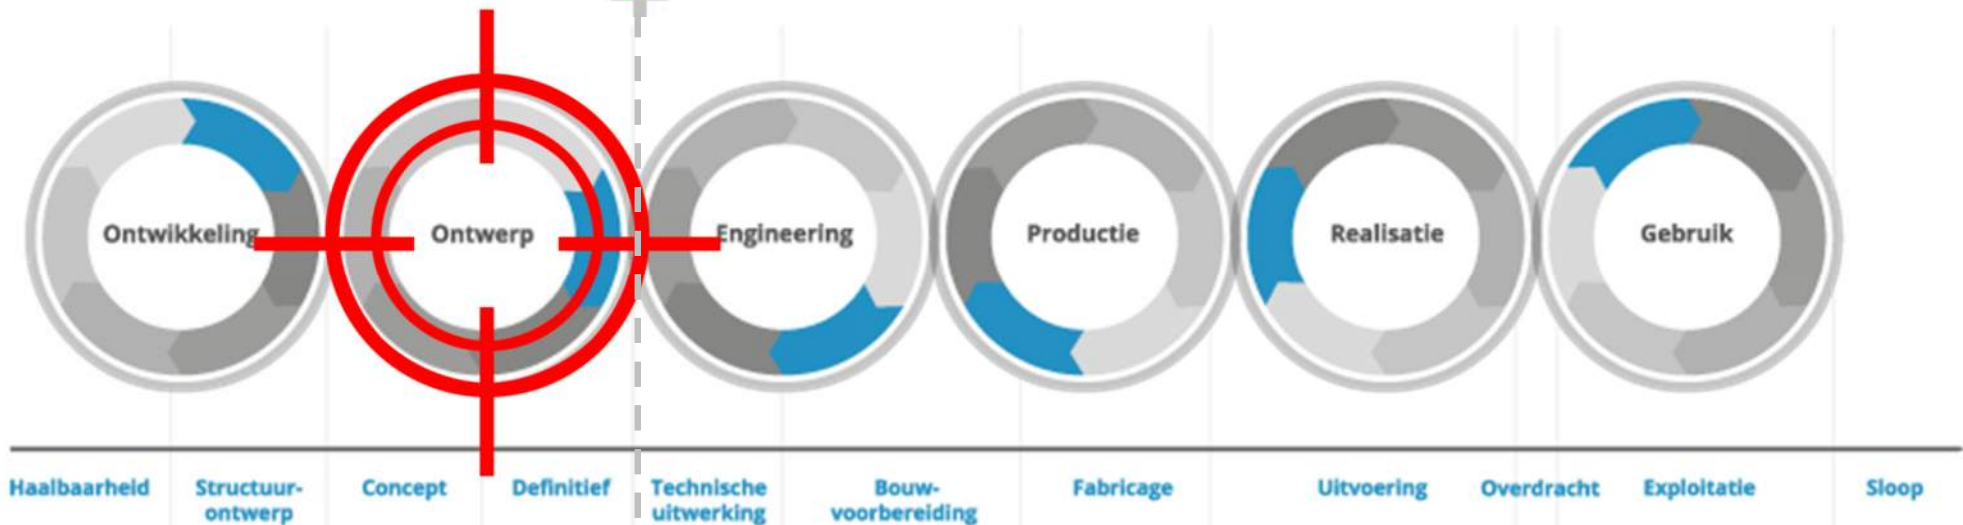 Ontwikkeling
Ontwerp
Engineering
Productie
Realisatie
Gebruik
Haalbaarheid
Structuur-
ontwerp
Concept
Definitief
Technische
uitwerking
Bouw-
voorbereiding
Fabricage
Uitvoering
Overdracht
Exploitatie
Sloop